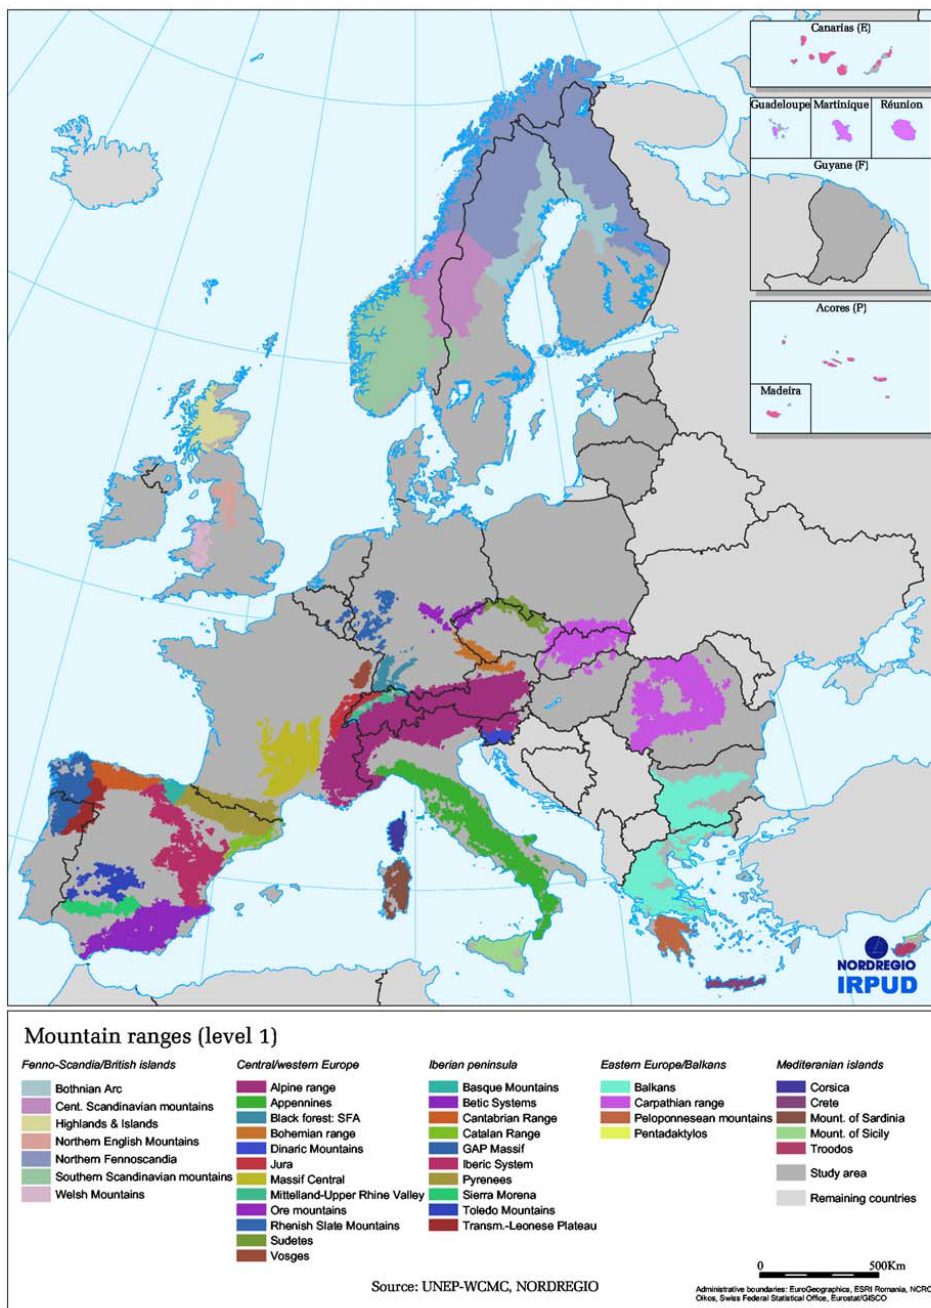 Canarias (E)
Guadeloupe
Martinique
Réunion
Guyane (F)
Acores (P)
Madeira
NORDREGIO
IRPUD
Mountain ranges (level 1)
Fenno-Scandia/British islands
Bothnian Arc
Cent. Scandinavian mountains
Highlands & Islands
Northern English Mountains
Northern Fennoscandia
Southern Scandinavian mountains
Welsh Mountains
Central/western Europe
Alpine range
Appennines
Black forest: SFA
Bohemian range
Dinaric Mountains
Jura
Massif Central
Mittelland-Upper Rhine Valley
Ore mountains
Rhenish Slate Mountains
Sudetes
Vosges
Iberian peninsula
Basque Mountains
Betic Systems
Cantabrian Range
Catalan Range
GAP Massif
Iberic System
Pyrenees
Sierra Morena
Toledo Mountains
Transm.-Leonese Plateau
Eastern Europe/Balkans
Balkans
Carpathian range
Peloponnesean mountains
Pentadaktylos
Mediteranian islands
Corsica
Crete
Mount. of Sardinia
Mount. of Sicily
Troodos
Study area
Remaining countries
0 500Km
Source: UNEP-WCMC, NORDREGIO
Administrative boundaries: EuroGeographics, ESRI Romania, NCRC
Oikos, Swiss Federal Statistical Office, Eurostat/GISCO